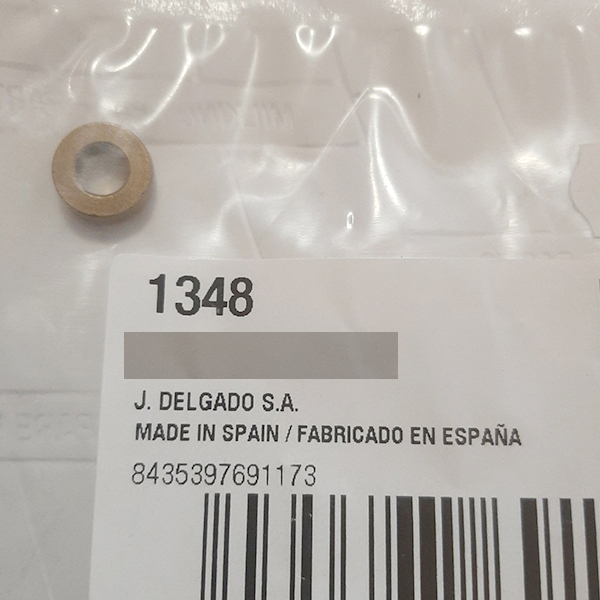 1348
J. DELGADO S.A.
MADE IN SPAIN / FABRICADO EN ESPAÑA
8435397691173